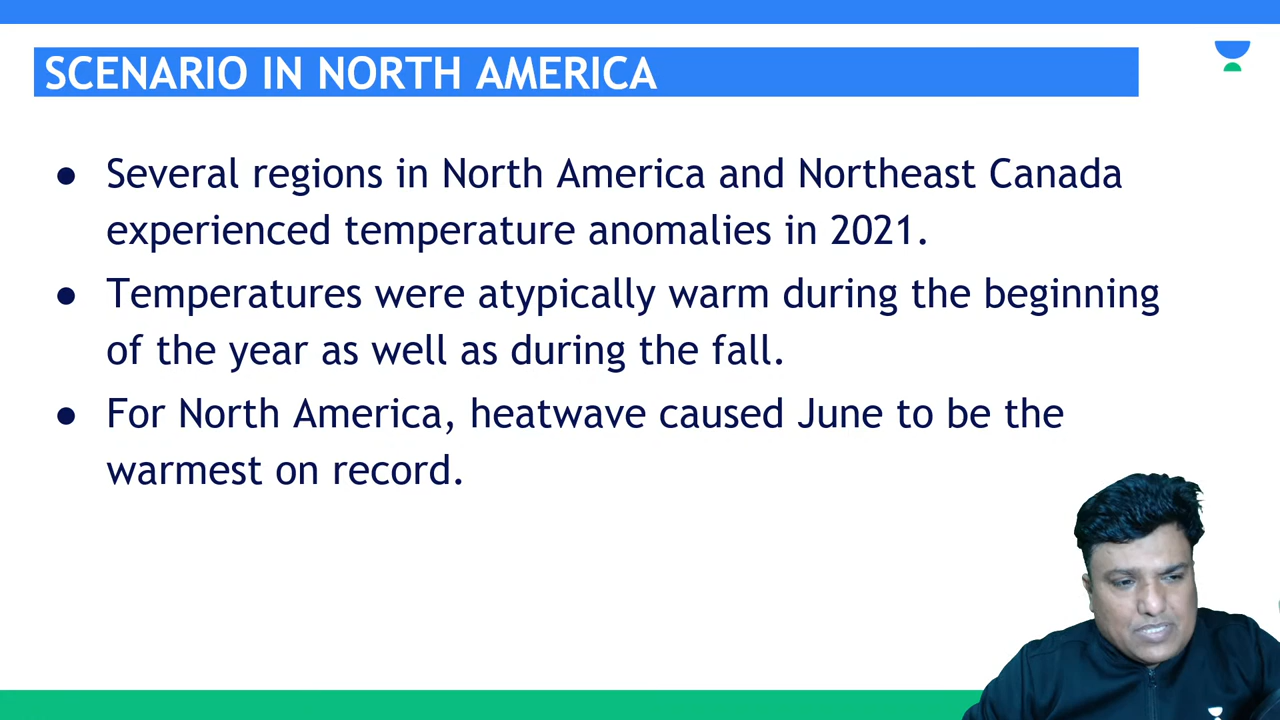 SCENARIO IN NORTH AMERICA
● Several regions in North America and Northeast Canada
experienced temperature anomalies in 2021.
● Temperatures were atypically warm during the beginning
of the year as well as during the fall.
● For North America, heatwave caused June to be the
warmest on record.